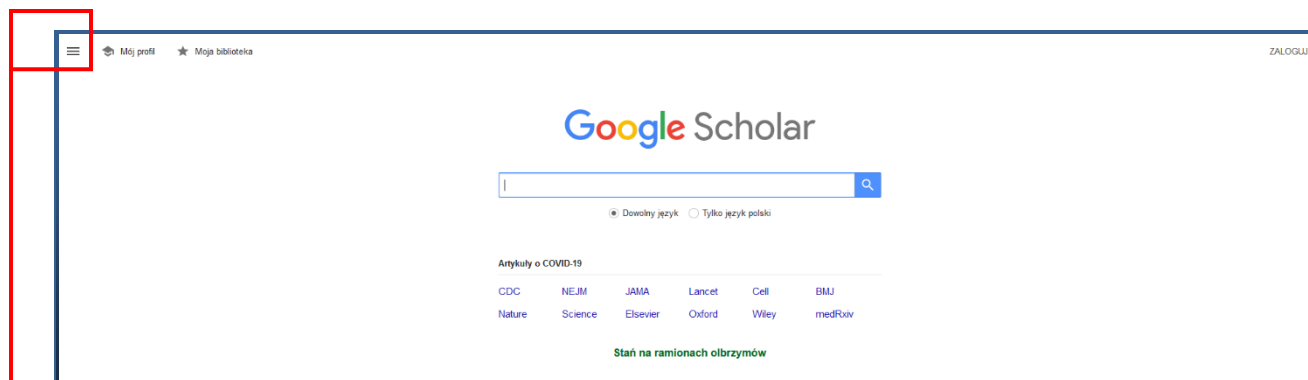 Mój profil Moja biblioteka ZALOGUJ
Google Scholar
Dowolny język Tylko język polski
Artykuły o COVID-19
CDC NEJM JAMA Lancet Cell BMJ
Nature Science Elsevier Oxford Wiley medRxiv
Stań na ramionach olbrzymów